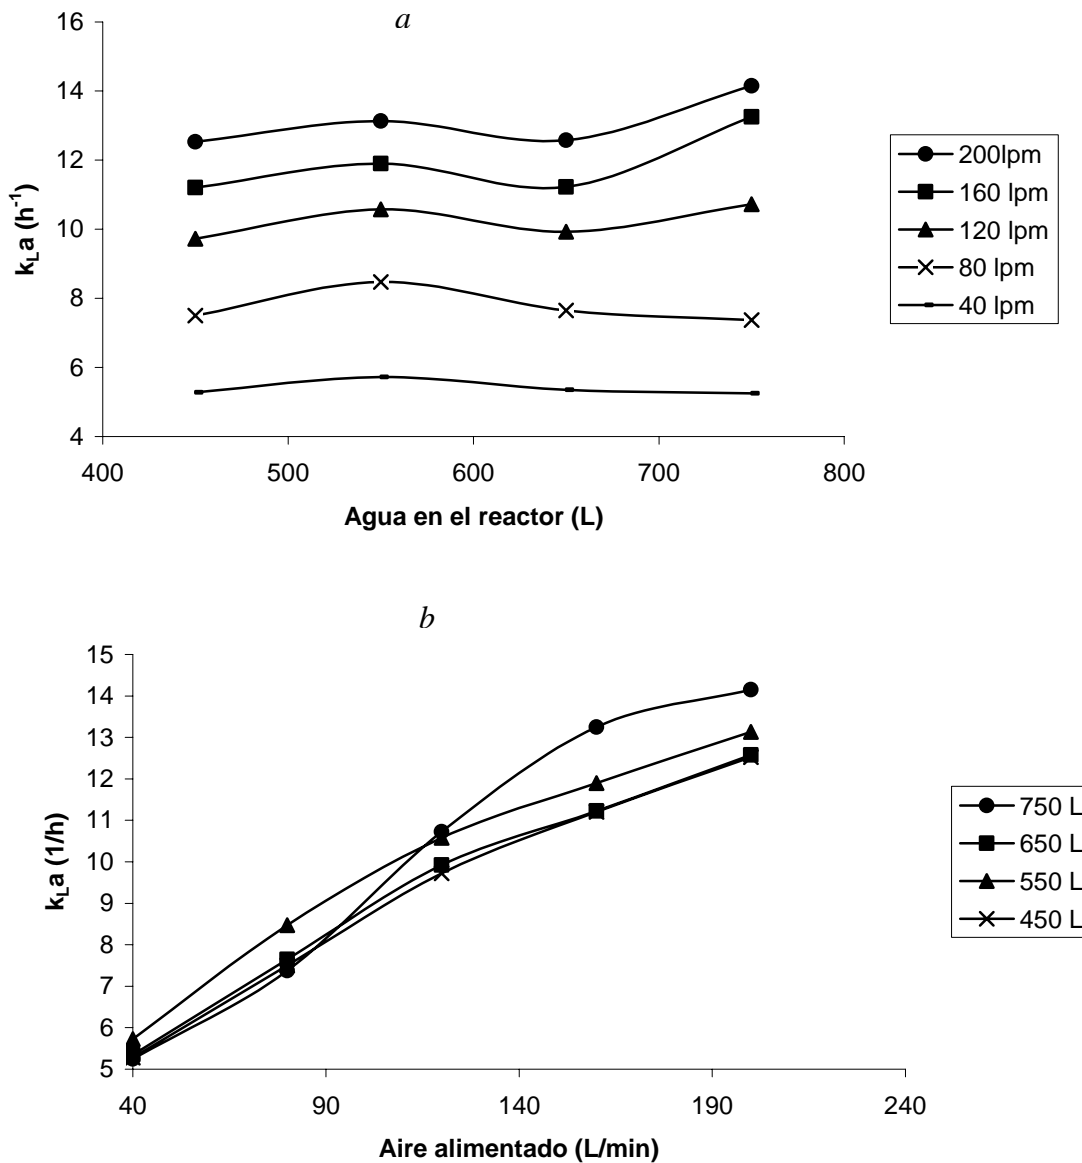 a
16
14
12
10
8
6
4
400 500 600 700 800
k_La (h^-1)
Agua en el reactor (L)
200lpm
160 lpm
120 lpm
80 lpm
40 lpm
b
15
14
13
12
11
10
9
8
7
6
5
40 90 140 190 240
k_La (1/h)
Aire alimentado (L/min)
750 L
650 L
550 L
450 L